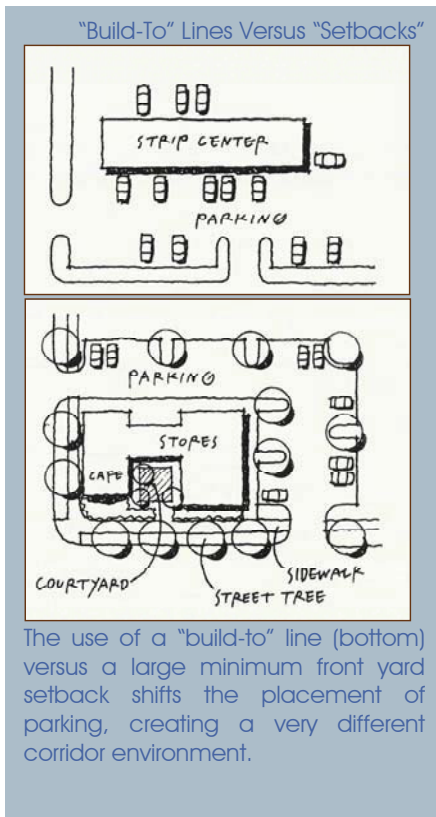 “Build-To” Lines Versus “Setbacks”
STRIP CENTER
PARKING
PARKING
STORES
CAFE
COURTYARD
SIDEWALK
STREET TREE
The use of a “build-to” line (bottom)
versus a large minimum front yard
setback shifts the placement of
parking, creating a very different
corridor environment.